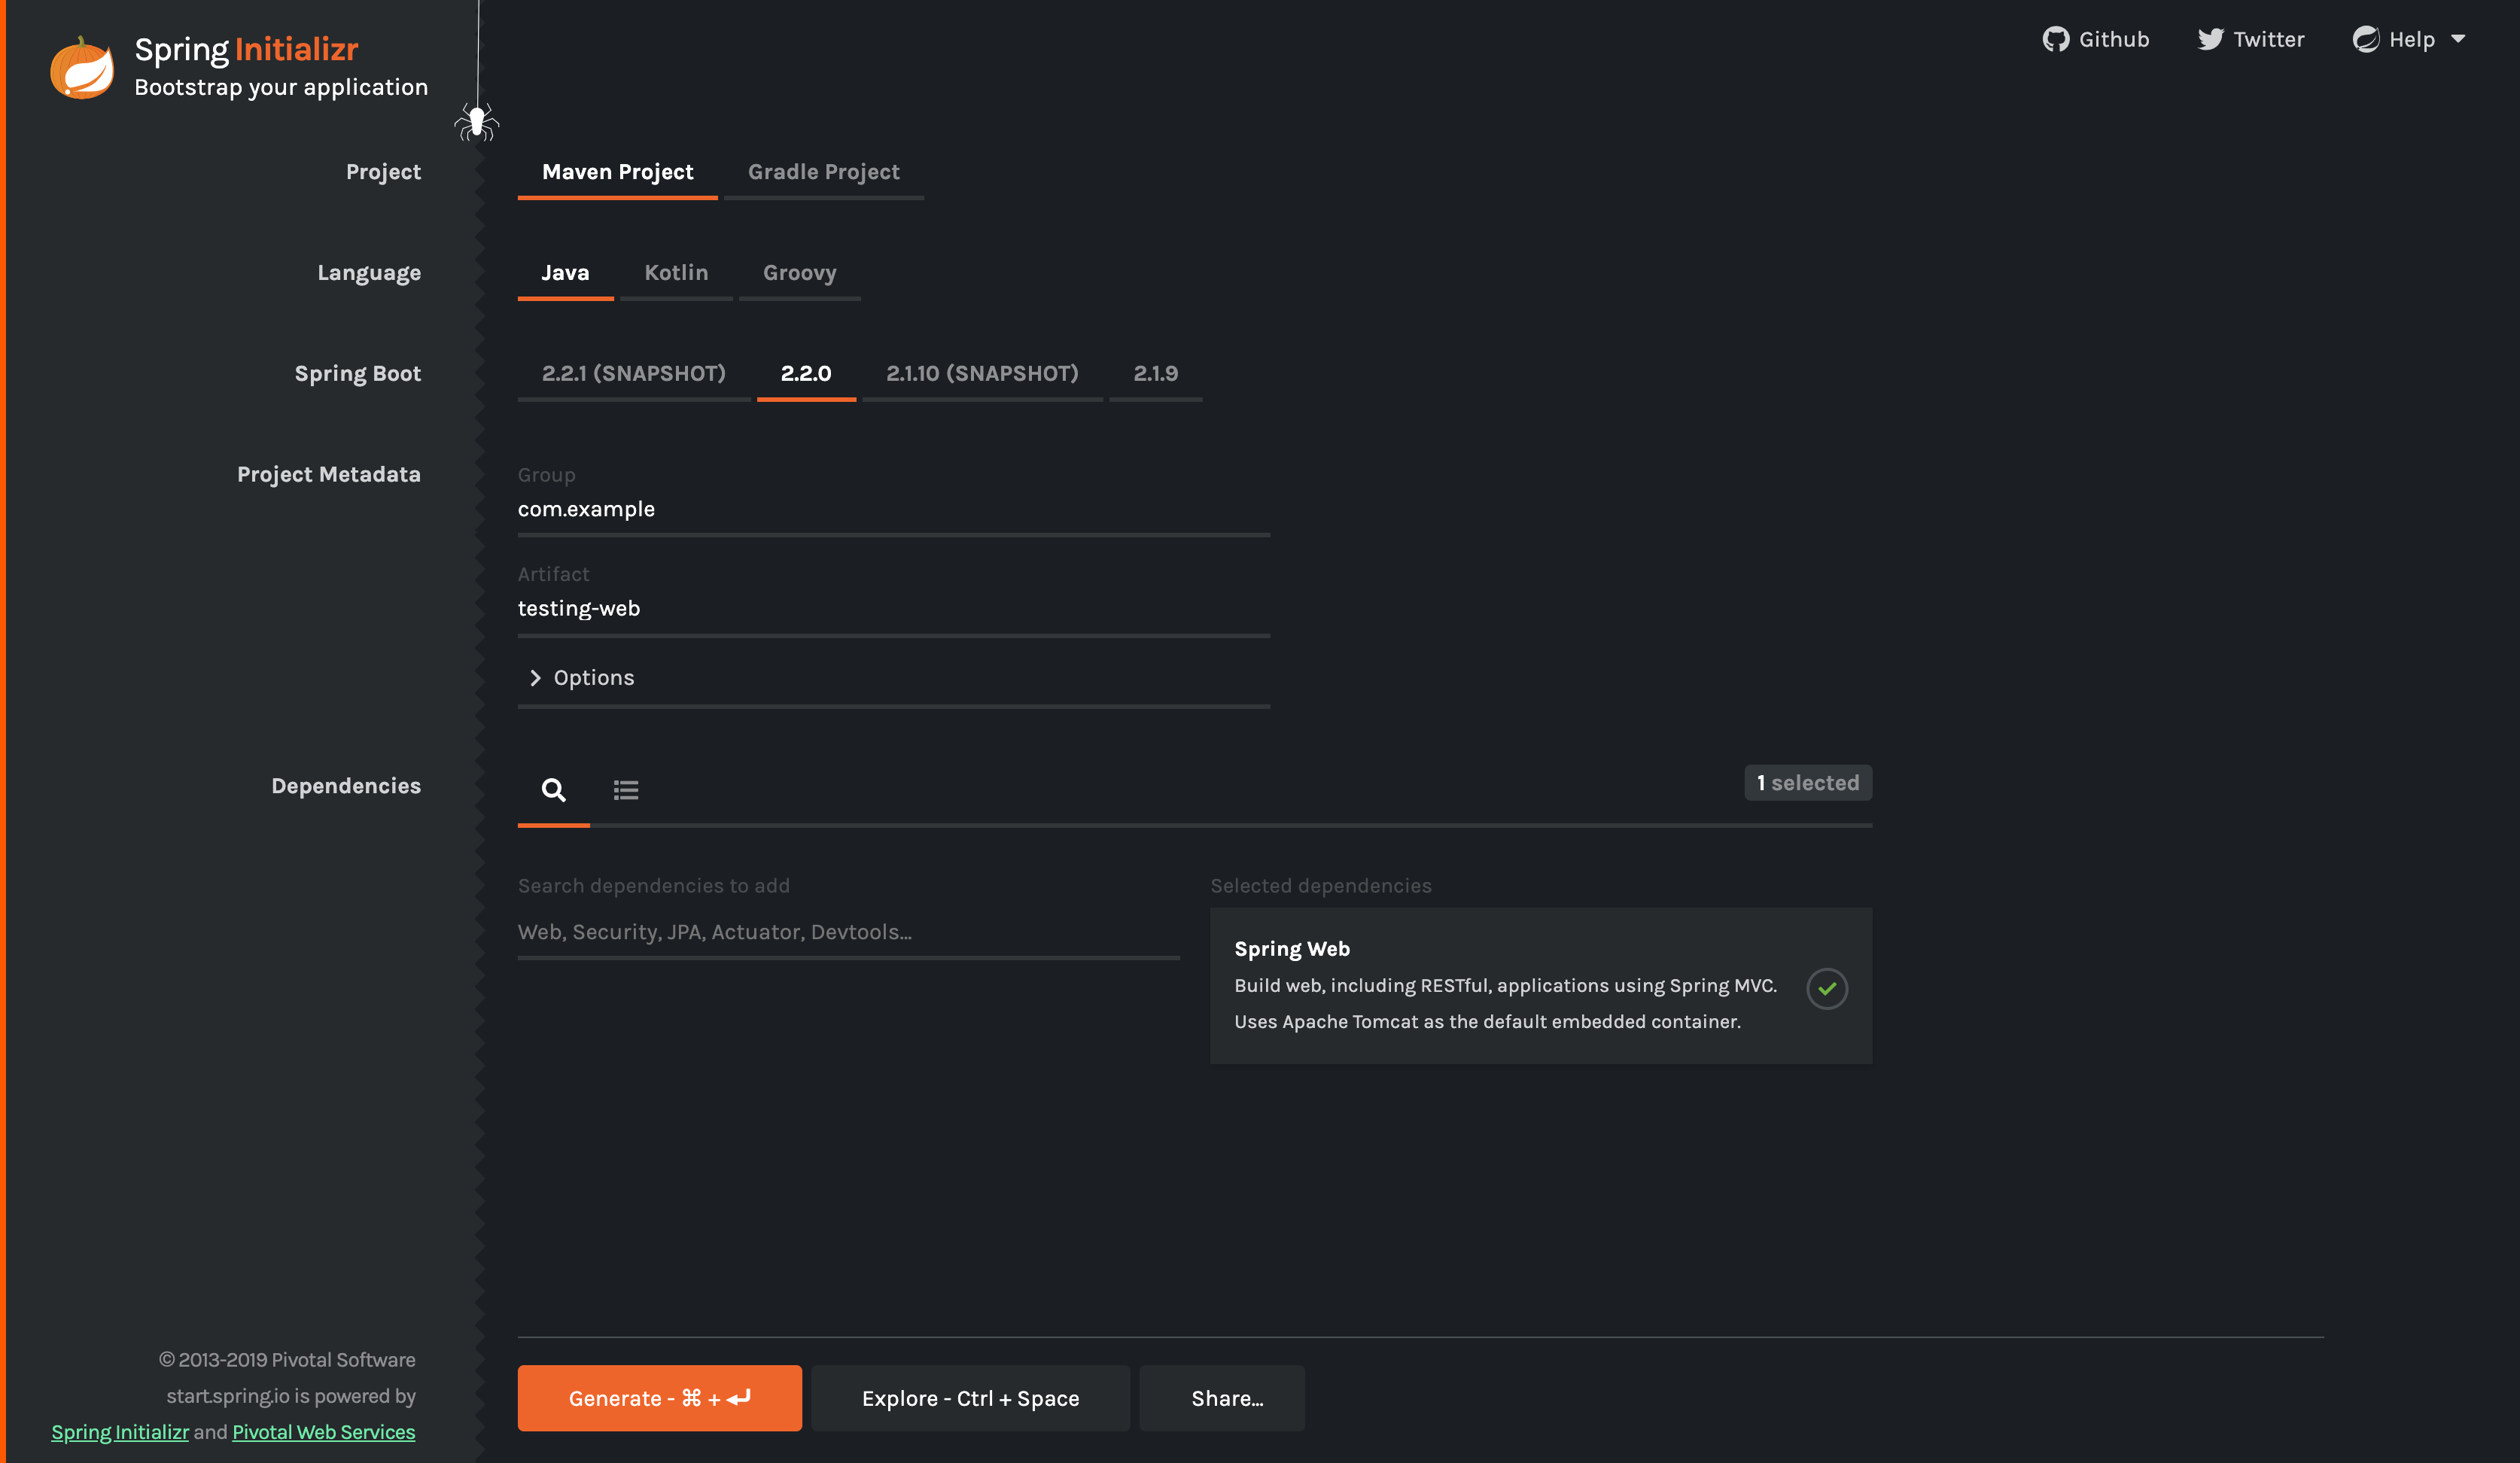 Spring Initializr
Bootstrap your application
Github
Twitter
Help
Project
Maven Project
Gradle Project
Language
Java
Kotlin
Groovy
Spring Boot
2.2.1 (SNAPSHOT)
2.2.0
2.1.10 (SNAPSHOT)
2.1.9
Project Metadata
Group
com.example
Artifact
testing-web
Options
Dependencies
1 selected
Search dependencies to add
Web, Security, JPA, Actuator, Devtools...
Selected dependencies
Spring Web
Build web, including RESTful, applications using Spring MVC.
Uses Apache Tomcat as the default embedded container.
© 2013-2019 Pivotal Software
start.spring.io is powered by
Spring Initializr and Pivotal Web Services
Generate - ⌘ + ↵
Explore - Ctrl + Space
Share...